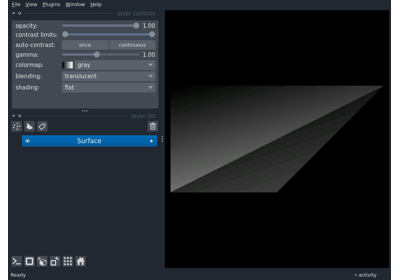 File View Plugins Window Help
layer controls
opacity: 1.00
contrast limits:
auto-contrast: once continuous
gamma: 1.00
colormap: gray
blending: translucent
shading: flat
layer list
Surface
Ready activity